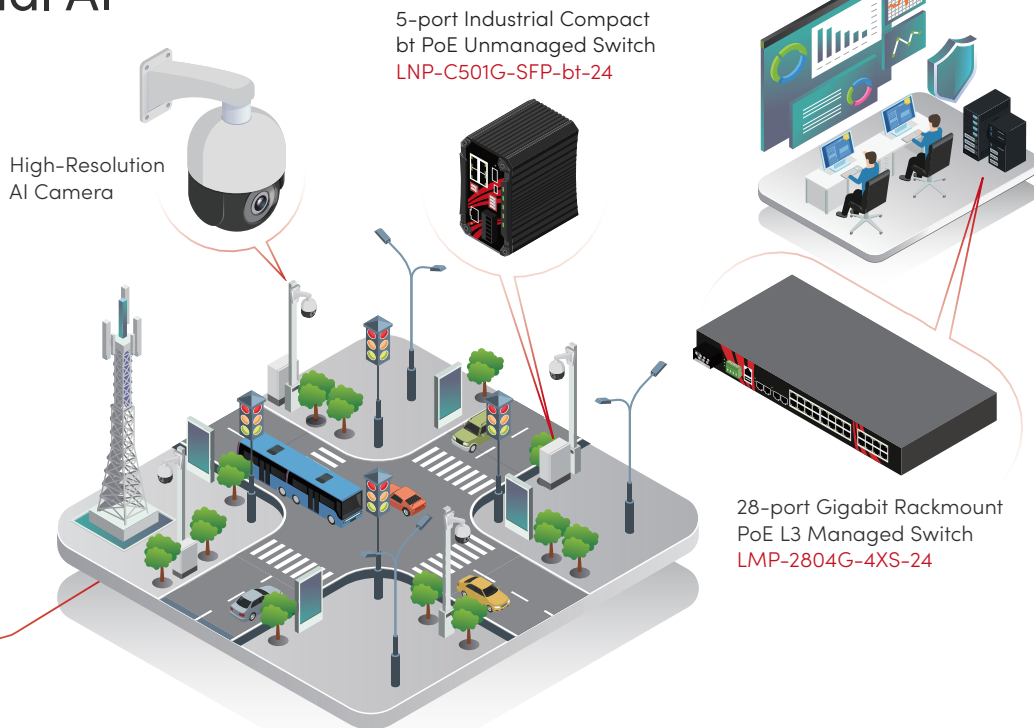 5-port Industrial Compact
bt PoE Unmanaged Switch
LNP-C501G-SFP-bt-24
High-Resolution
AI Camera
28-port Gigabit Rackmount
PoE L3 Managed Switch
LMP-2804G-4XS-24